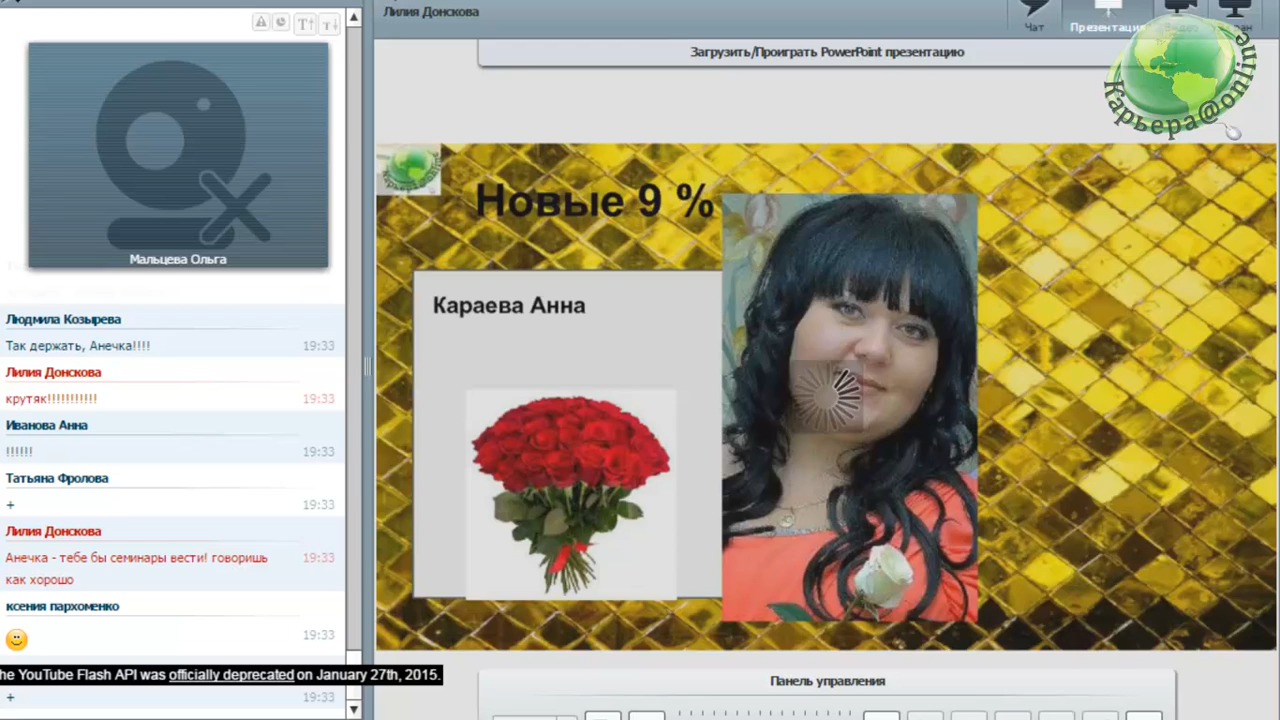 Мальцева Ольга
Людмила Козырева
Так держать, Анечка!!!!
19:33
Лилия Донскова
крутяк!!!!!!!!!!!
19:33
Иванова Анна
!!!!!!
19:33
Татьяна Фролова
+
19:33
Лилия Донскова
Анечка - тебе бы семинары вести! говоришь
как хорошо
19:33
ксения пархоменко
19:33
he YouTube Flash API was officially deprecated on January 27th, 2015.
+
19:33
Лилия Донскова
Чат
Презентация
Загрузить/Проиграть PowerPoint презентацию
Карьера@online
Новые 9 %
Караева Анна
Панель управления